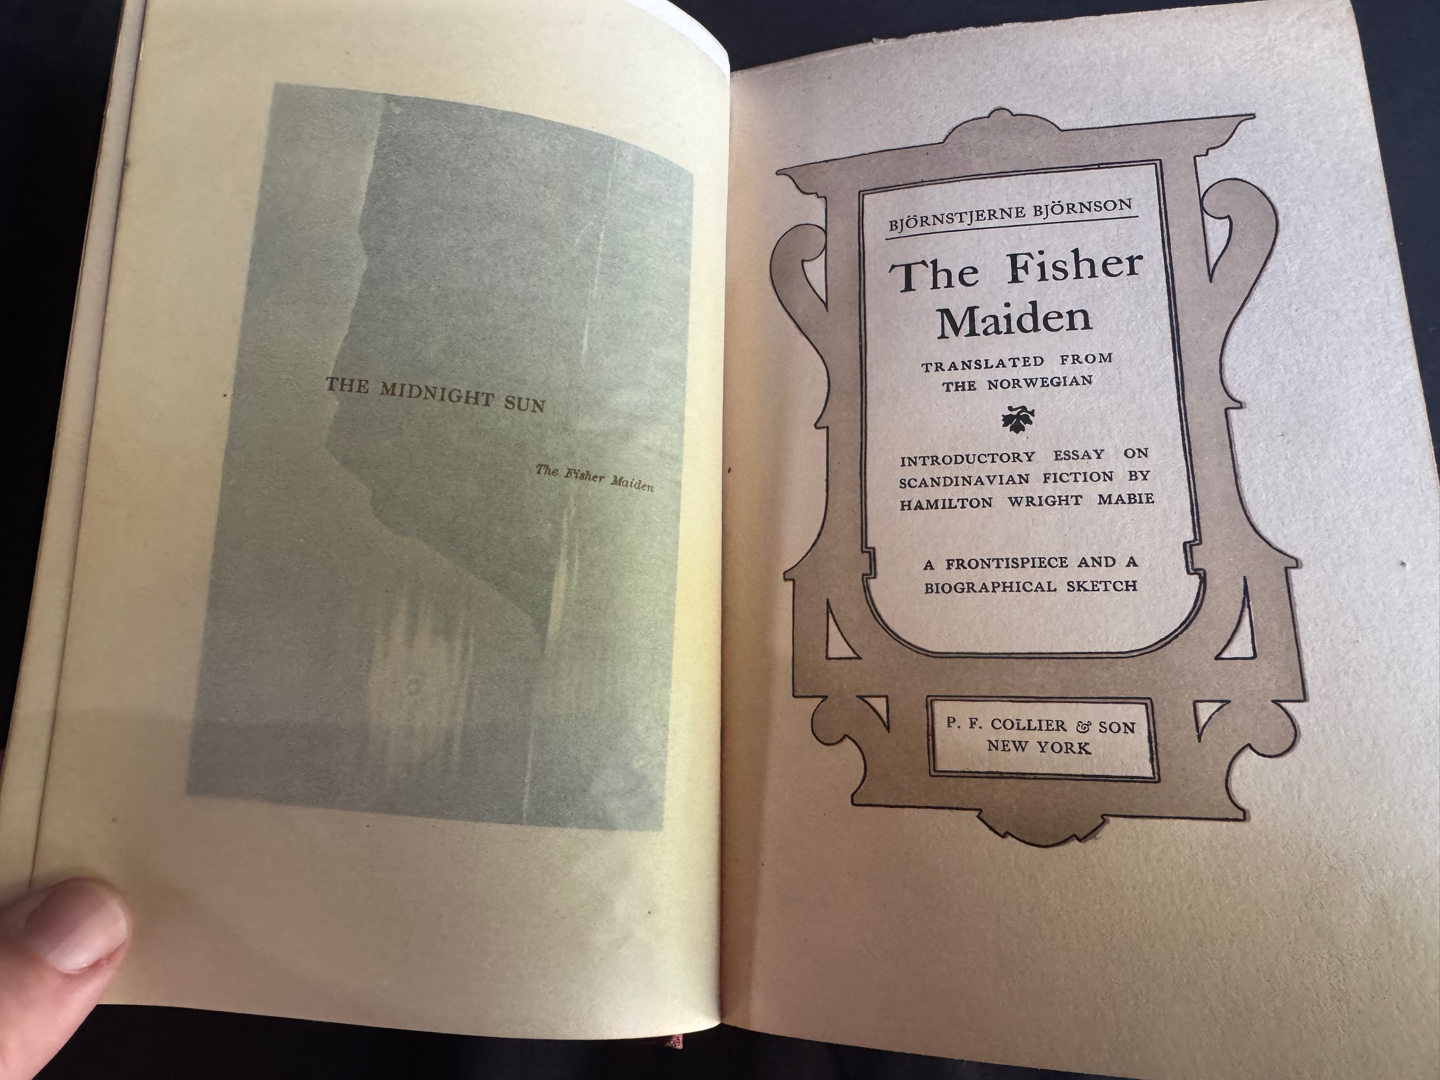 THE MIDNIGHT SUN
The Fisher Maiden
BJÖRNSTJERNE BJÖRNSON
The Fisher
Maiden
TRANSLATED FROM
THE NORWEGIAN
INTRODUCTORY ESSAY ON
SCANDINAVIAN FICTION BY
HAMILTON WRIGHT MABIE
A FRONTISPIECE AND A
BIOGRAPHICAL SKETCH
P. F. COLLIER & SON
NEW YORK